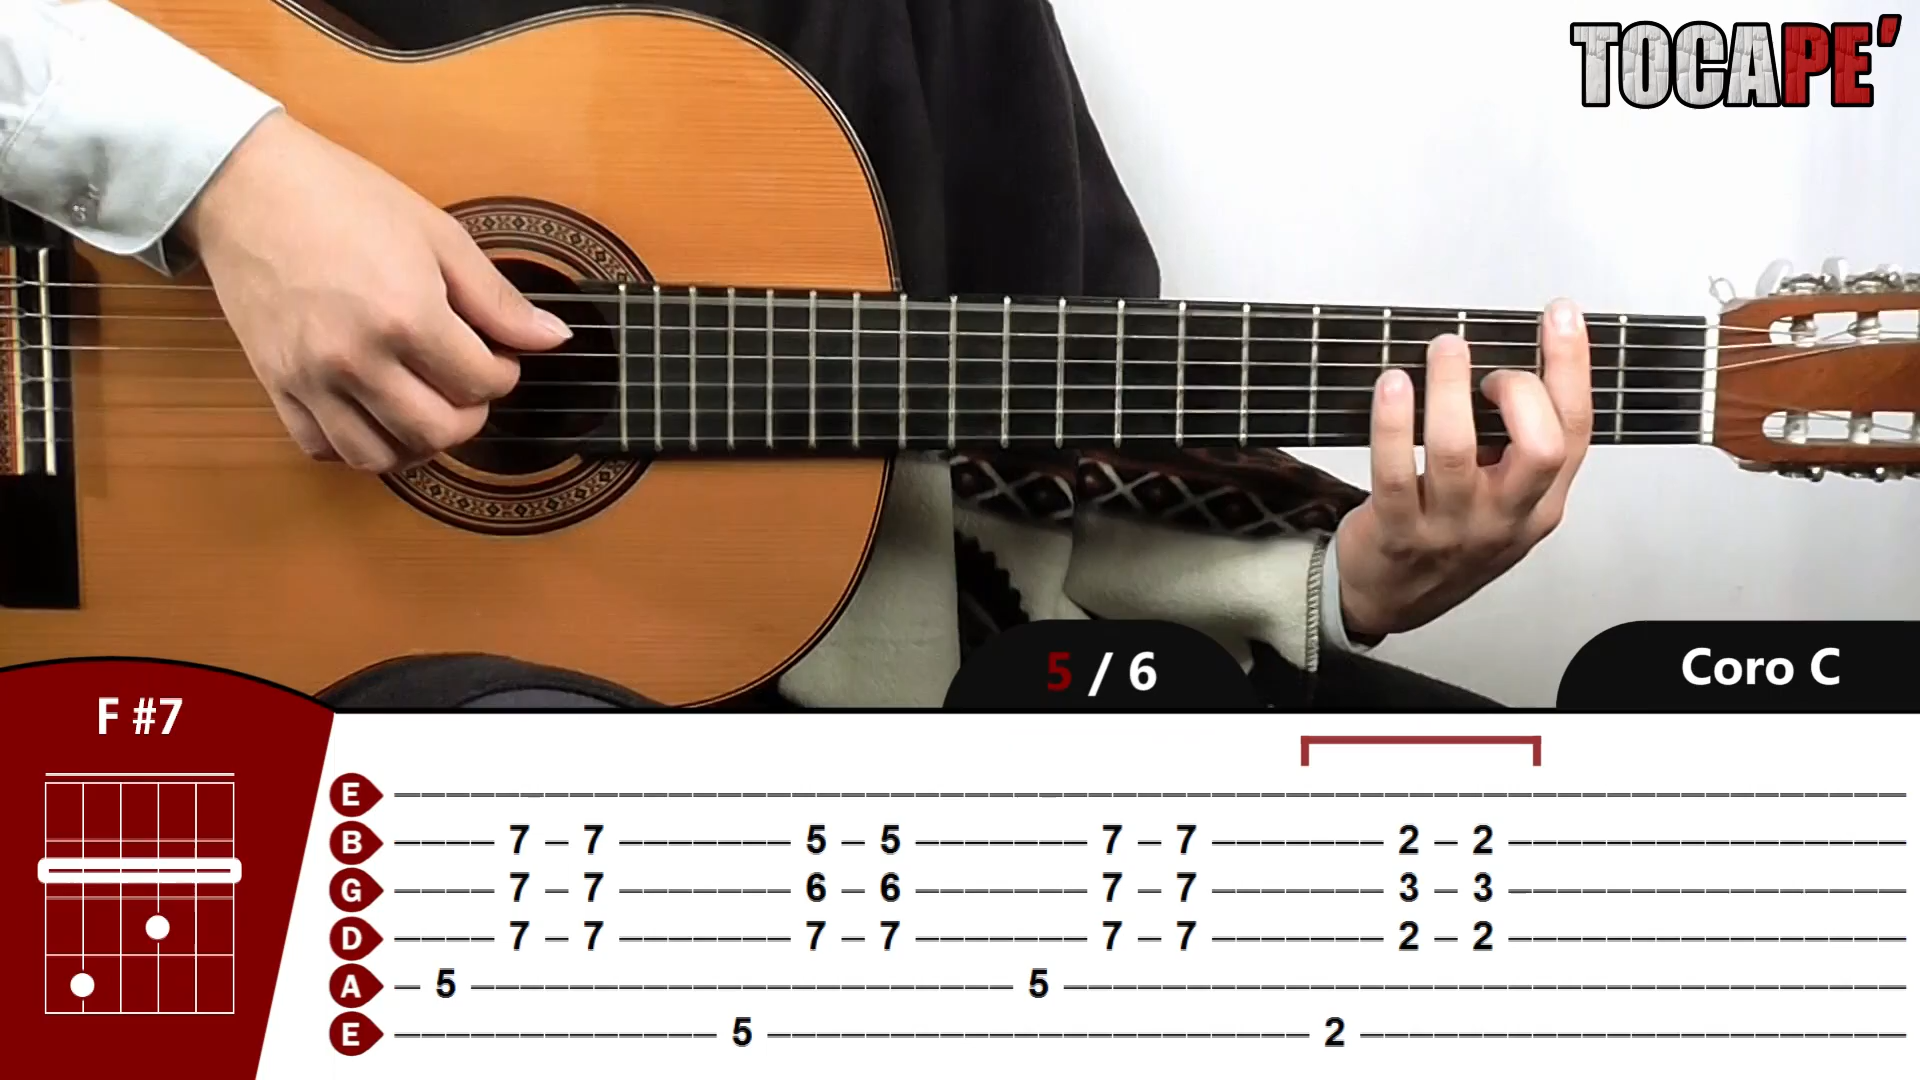 TOCAPE'
5 / 6
Coro C
F #7
E
B 7 – 7 5 – 5 7 – 7 2 – 2
G 7 – 7 6 – 6 7 – 7 3 – 3
D 7 – 7 7 – 7 7 – 7 2 – 2
A 5 5
E 5 2